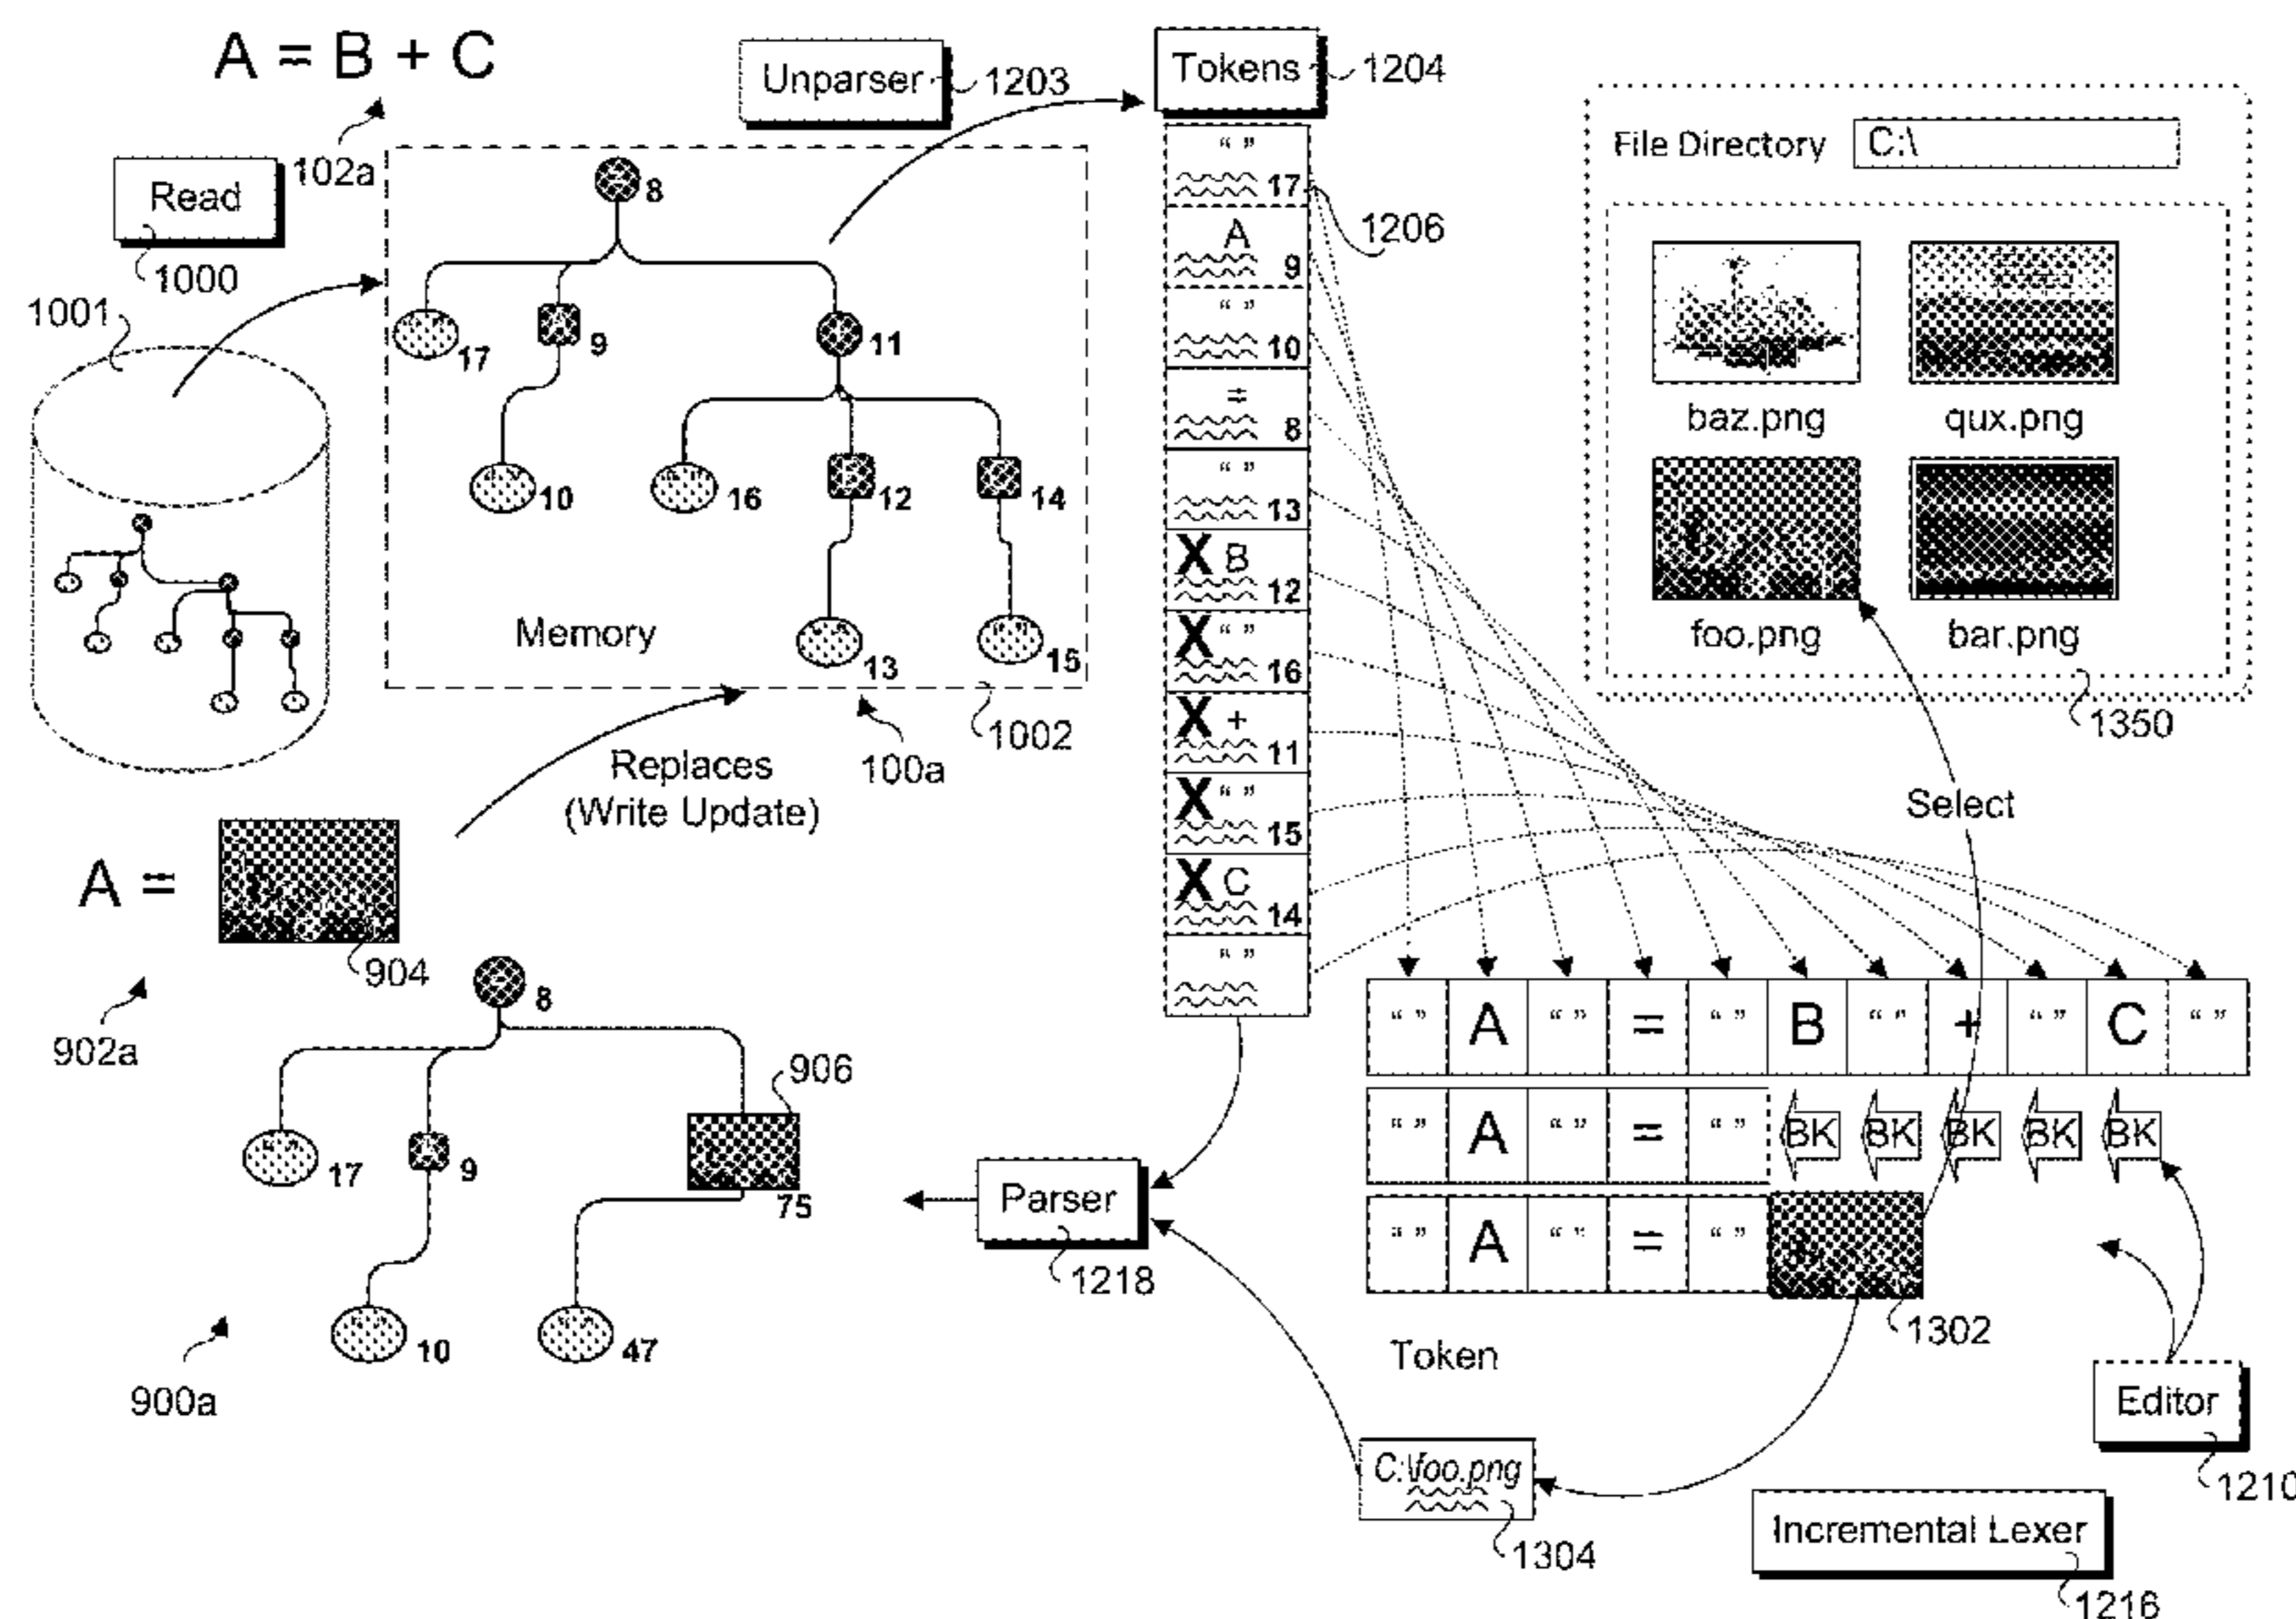 A = B + C
102a
Read
1000
1001
Unparser
1203
Tokens
1204
8
17
9
11
10
16
12
14
13
15
Memory
1002
100a
Replaces
(Write Update)
“ ”
17
1206
A
9
“ ”
10
=
8
“ ”
13
X B
12
X “ ”
16
X +
11
X “ ”
15
X C
14
“ ”
File Directory C:\
baz.png
qux.png
foo.png
bar.png
1350
Select
A =
904
902a
8
“ ” 17
9
906
75
10
47
900a
Parser
1218
“ ” A “ ” = “ ” B “ ” + “ ” C “ ”
“ ” A “ ” = “ ” BK BK BK BK BK
“ ” A “ ” = “ ”
1302
Token
C:\foo.png
1304
Editor
1210
Incremental Lexer
1216